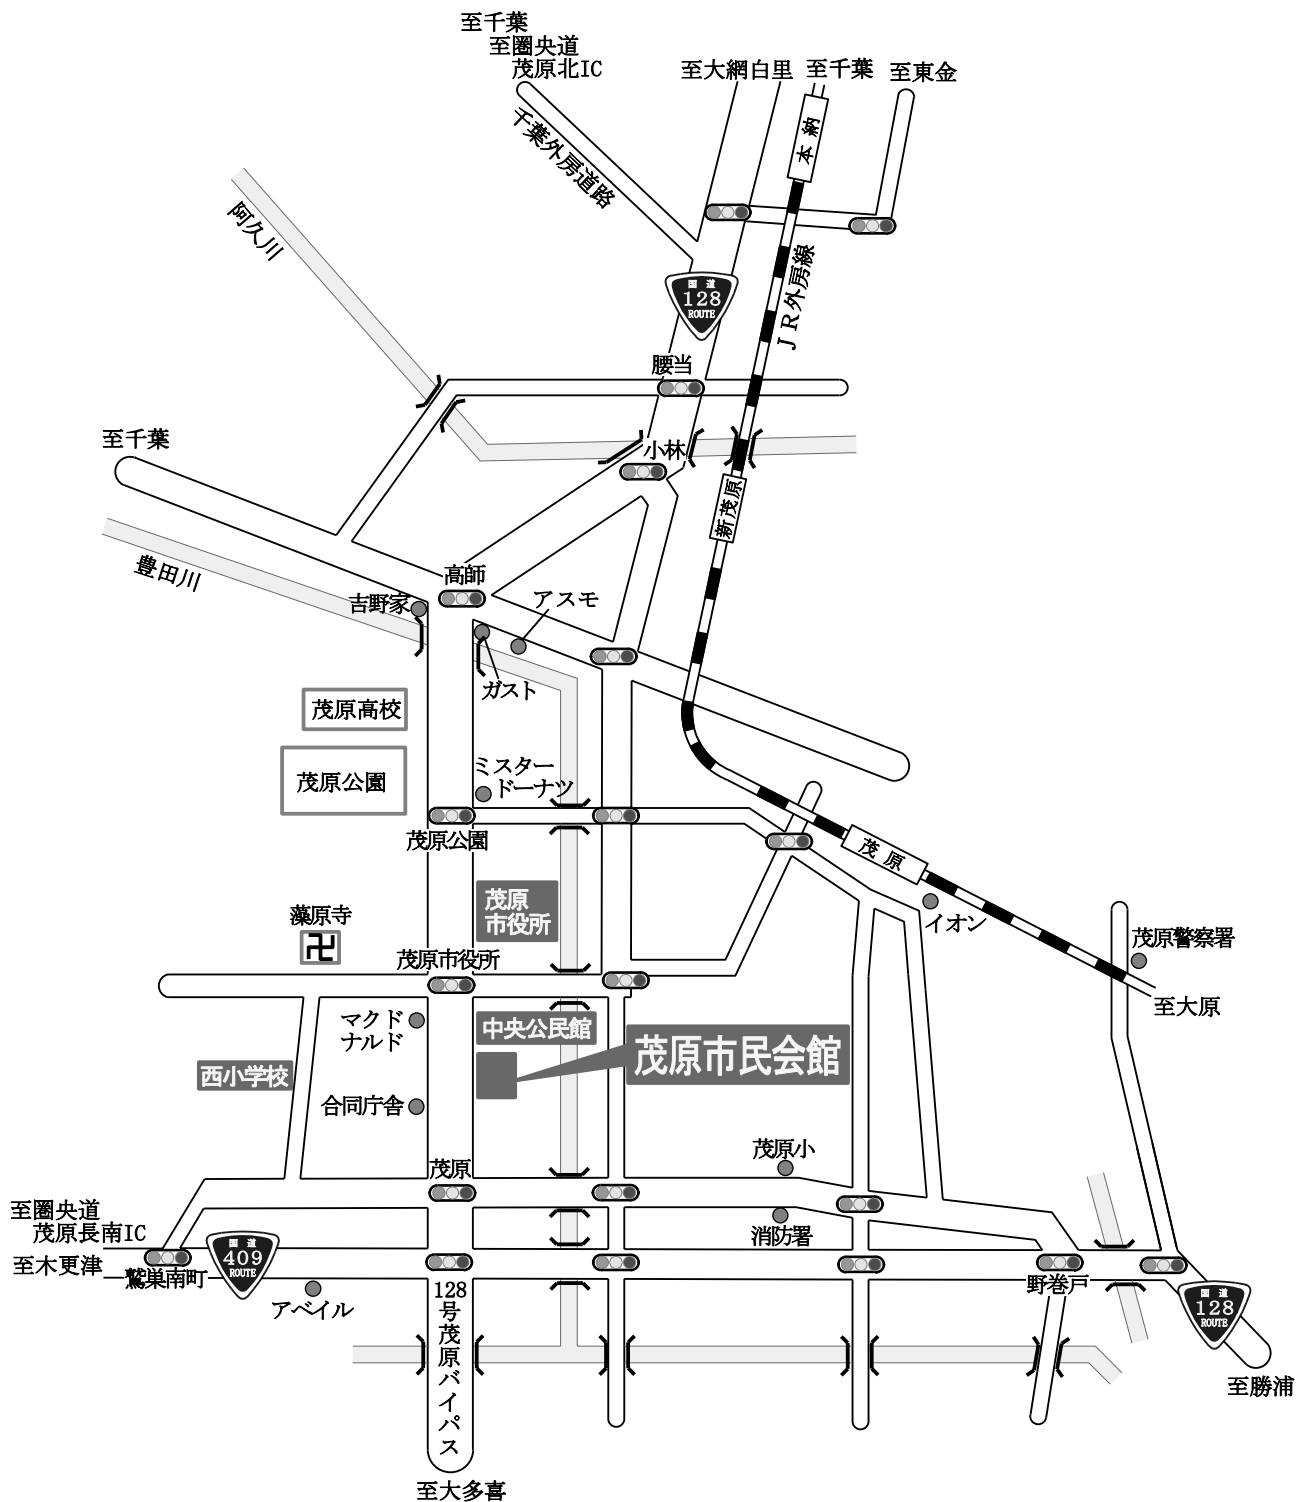 至千葉
至圏央道
茂原北IC
至大網白里
至千葉
至東金
千葉外房道路
本納
阿久川
JR外房線
国道
128
ROUTE
腰当
至千葉
小林
新茂原
豊田川
高師
吉野家
アスモ
ガスト
茂原高校
茂原公園
ミスター
ドーナツ
茂原公園
茂原
茂原
市役所
イオン
藻原寺
卍
茂原市役所
茂原警察署
至大原
マクド
ナルド
中央公民館
茂原市民会館
西小学校
合同庁舎
茂原小
茂原
至圏央道
茂原長南IC
消防署
国道
409
ROUTE
至木更津
鷲巣南町
アベイル
128号茂原バイパス
野巻戸
国道
128
ROUTE
至勝浦
至大多喜